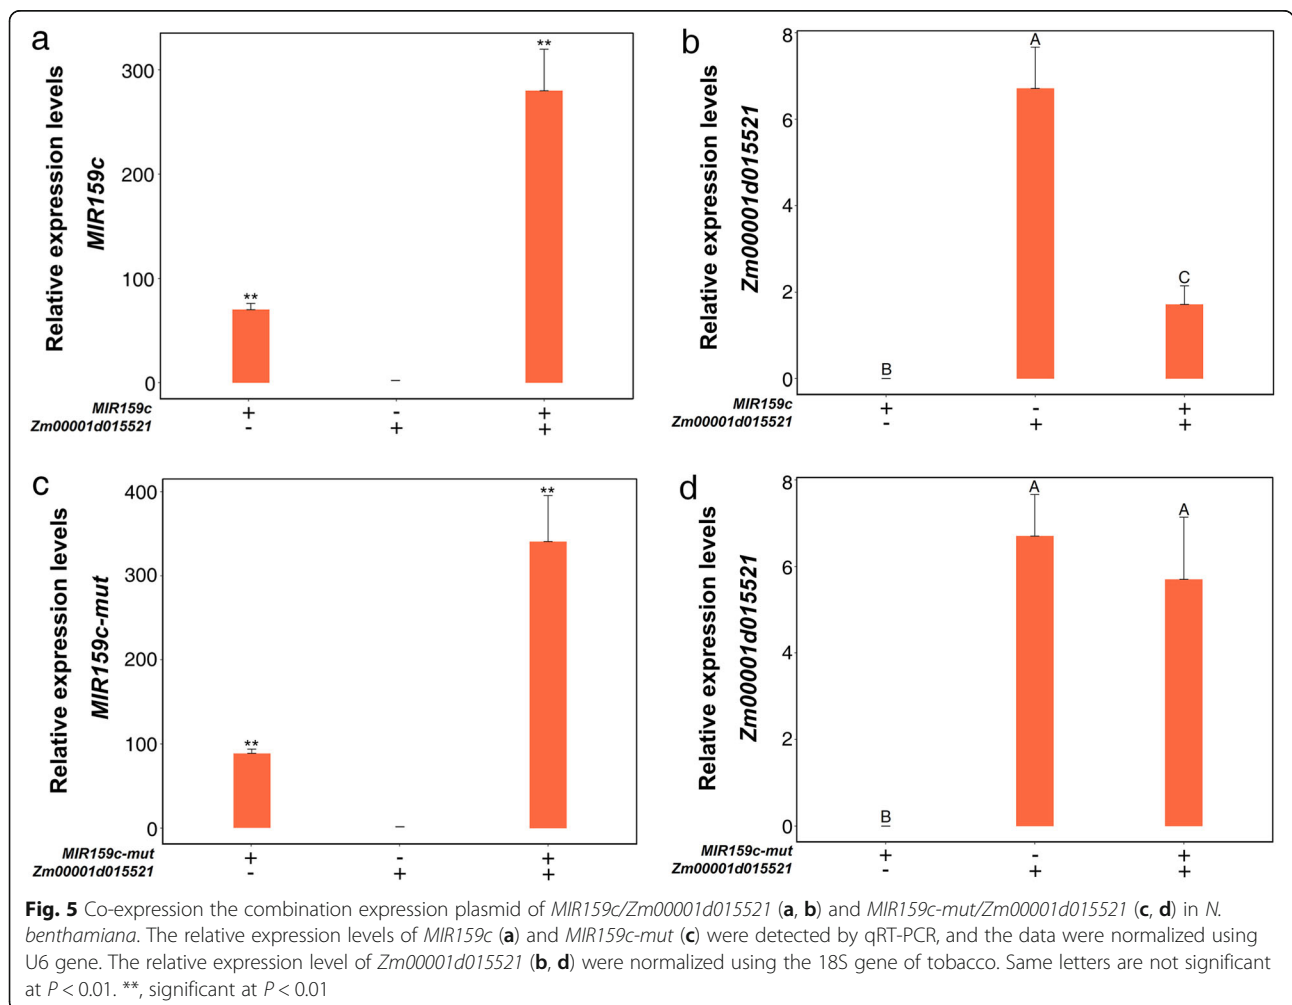 a
Relative expression levels
MIR159c
300
200
100
0
**
**
MIR159c + - +
Zm00001d015521 - + +
b
Relative expression levels
Zm00001d015521
8
6
4
2
0
B
A
C
MIR159c + - +
Zm00001d015521 - + +
c
Relative expression levels
MIR159c-mut
400
300
200
100
0
**
**
MIR159c-mut + - +
Zm00001d015521 - + +
d
Relative expression levels
Zm00001d015521
8
6
4
2
0
B
A
A
MIR159c-mut + - +
Zm00001d015521 - + +
Fig. 5 Co-expression the combination expression plasmid of MIR159c/Zm00001d015521 (a, b) and MIR159c-mut/Zm00001d015521 (c, d) in N.
benthamiana. The relative expression levels of MIR159c (a) and MIR159c-mut (c) were detected by qRT-PCR, and the data were normalized using
U6 gene. The relative expression level of Zm00001d015521 (b, d) were normalized using the 18S gene of tobacco. Same letters are not significant
at P < 0.01. **, significant at P < 0.01